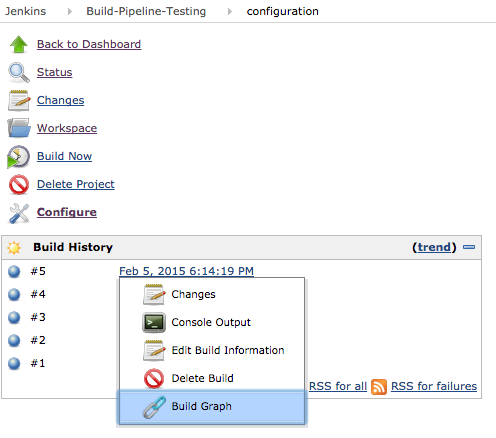 Jenkins Build-Pipeline-Testing configuration
Back to Dashboard
Status
Changes
Workspace
Build Now
Delete Project
Configure
Build History (trend)
#5 Feb 5, 2015 6:14:19 PM
#4
#3
#2
#1
Changes
Console Output
Edit Build Information
Delete Build
Build Graph
RSS for all RSS for failures